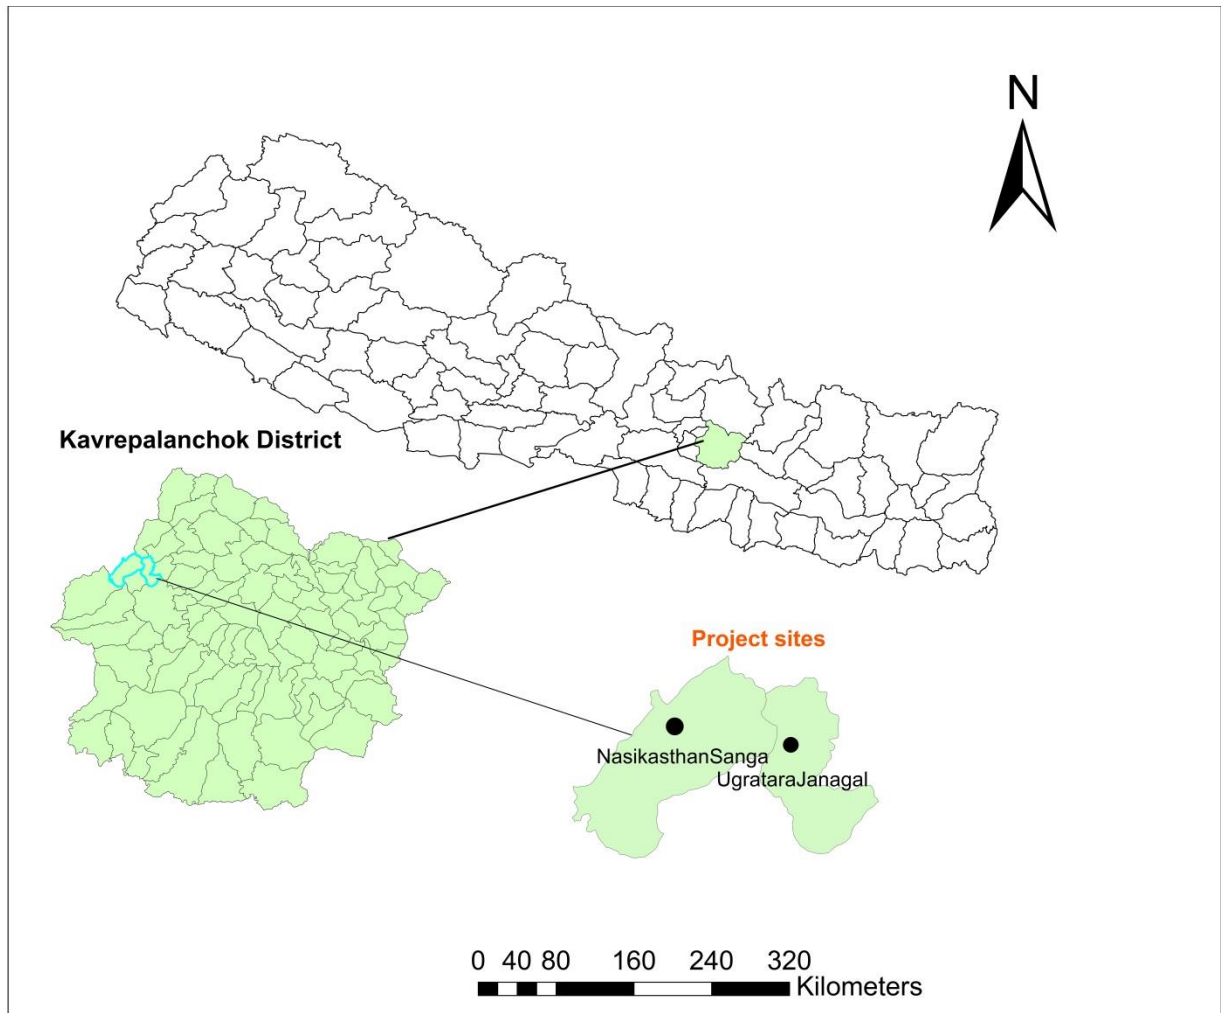 N
Kavrepalanchok District
Project sites
NasikasthanSanga
UgrataraJanagal
0 40 80 160 240 320
Kilometers